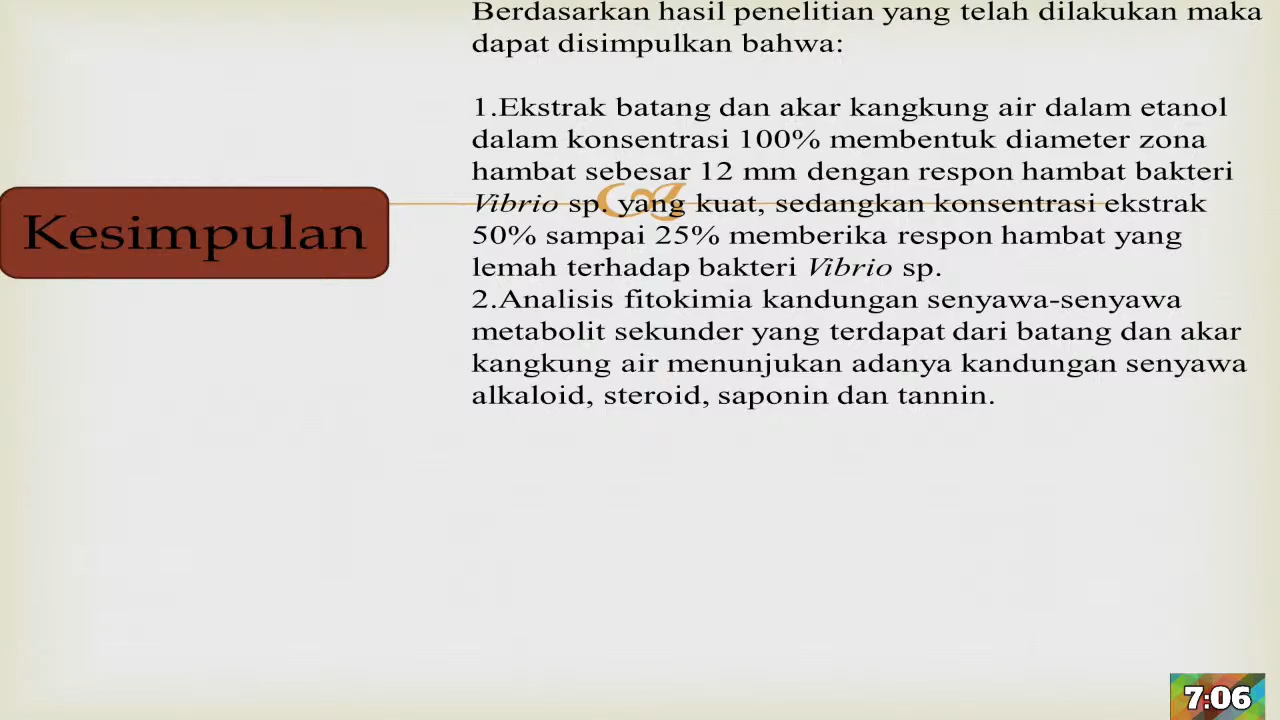 Berdasarkan hasil penelitian yang telah dilakukan maka
dapat disimpulkan bahwa:
1.Ekstrak batang dan akar kangkung air dalam etanol
dalam konsentrasi 100% membentuk diameter zona
hambat sebesar 12 mm dengan respon hambat bakteri
Vibrio sp. yang kuat, sedangkan konsentrasi ekstrak
50% sampai 25% memberika respon hambat yang
lemah terhadap bakteri Vibrio sp.
2.Analisis fitokimia kandungan senyawa-senyawa
metabolit sekunder yang terdapat dari batang dan akar
kangkung air menunjukan adanya kandungan senyawa
alkaloid, steroid, saponin dan tannin.
Kesimpulan
7:06